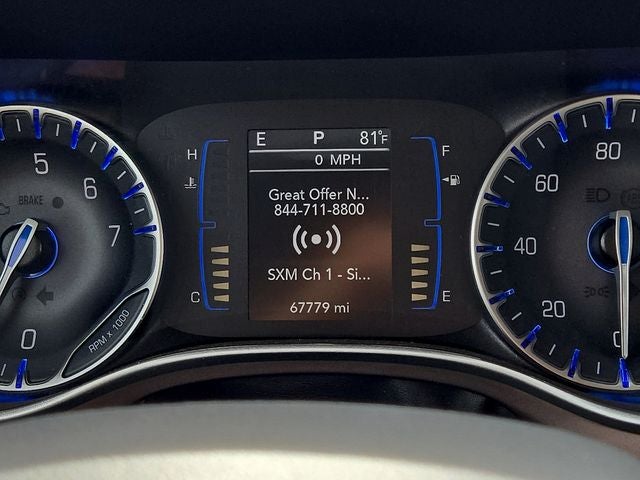 E P 81°F
0 MPH
Great Offer N...
844-711-8800
SXM Ch 1 - Si...
67779 mi
H
C
F
E
5
6
7
0
BRAKE
RPM x 1000
80
60
40
20
0